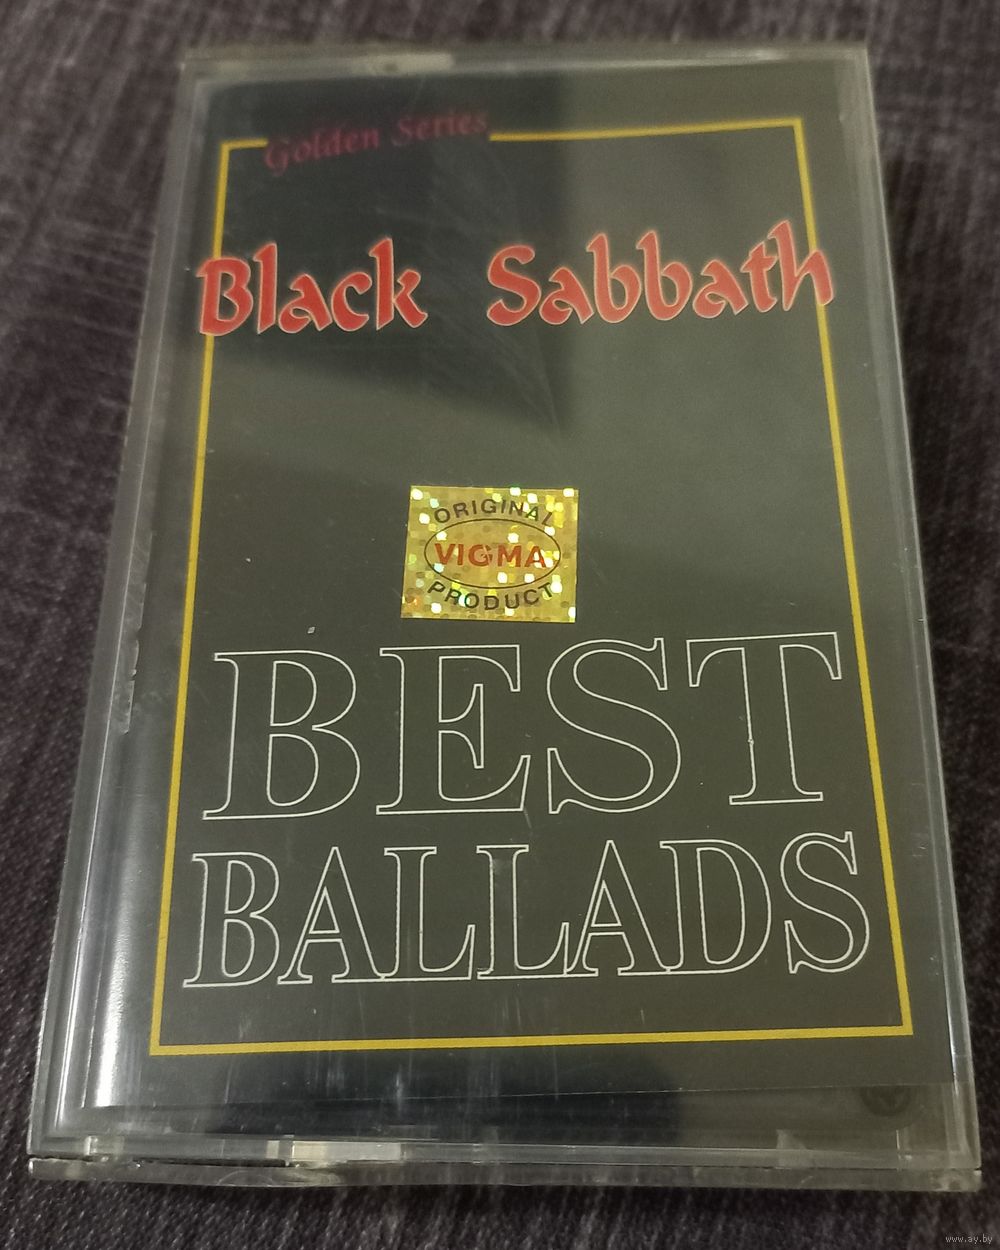 Golden Series
Black Sabbath
ORIGINAL
VIGMA
PRODUCT
BEST
BALLADS
www.ay.by